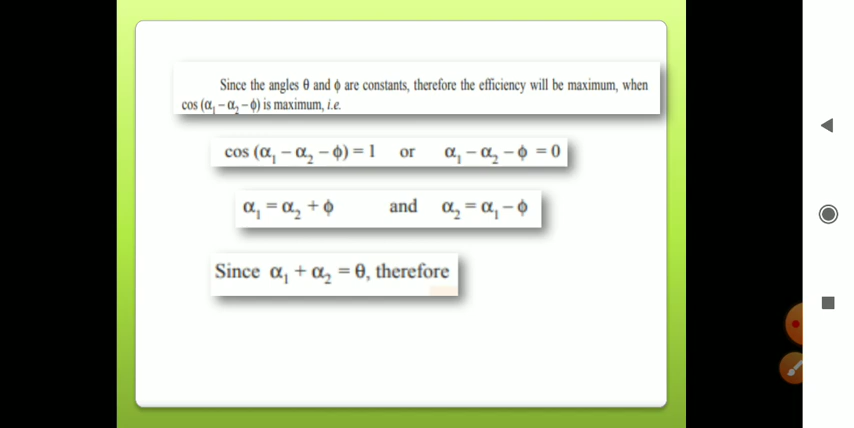 Since the angles θ and ϕ are constants, therefore the efficiency will be maximum, when
cos (α₁ – α₂ – ϕ) is maximum, i.e.
cos (α₁ – α₂ – ϕ) = 1 or α₁ – α₂ – ϕ = 0
α₁ = α₂ + ϕ and α₂ = α₁ – ϕ
Since α₁ + α₂ = θ, therefore